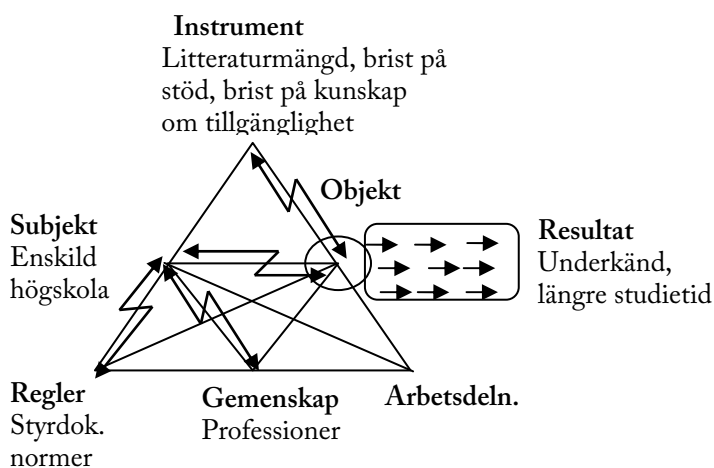 Instrument
Litteraturmängd, brist på
stöd, brist på kunskap
om tillgänglighet
Objekt
Subjekt
Enskild
högskola
Resultat
Underkänd,
längre studietid
Regler
Styrdok.
normer
Gemenskap
Professioner
Arbetsdeln.